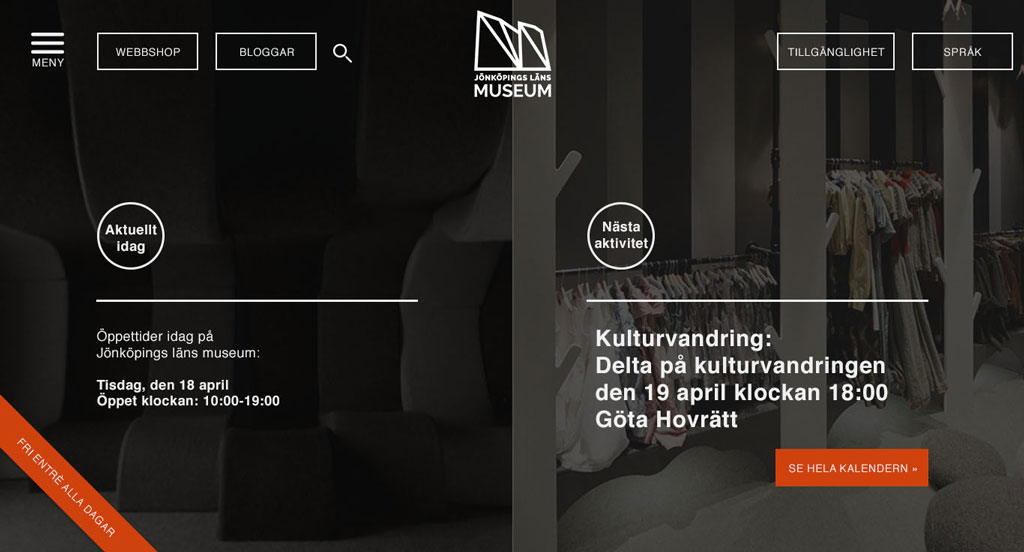 MENY
WEBBSHOP
BLOGGAR
JÖNKÖPINGS LÄNS
MUSEUM
TILLGÄNGLIGHET
SPRÅK
Aktuellt
idag
Öppettider idag på
Jönköpings läns museum:
Tisdag, den 18 april
Öppet klockan: 10:00-19:00
FRI ENTRÉ ALLA DAGAR
Nästa
aktivitet
Kulturvandring:
Delta på kulturvandringen
den 19 april klockan 18:00
Göta Hovrätt
SE HELA KALENDERN »